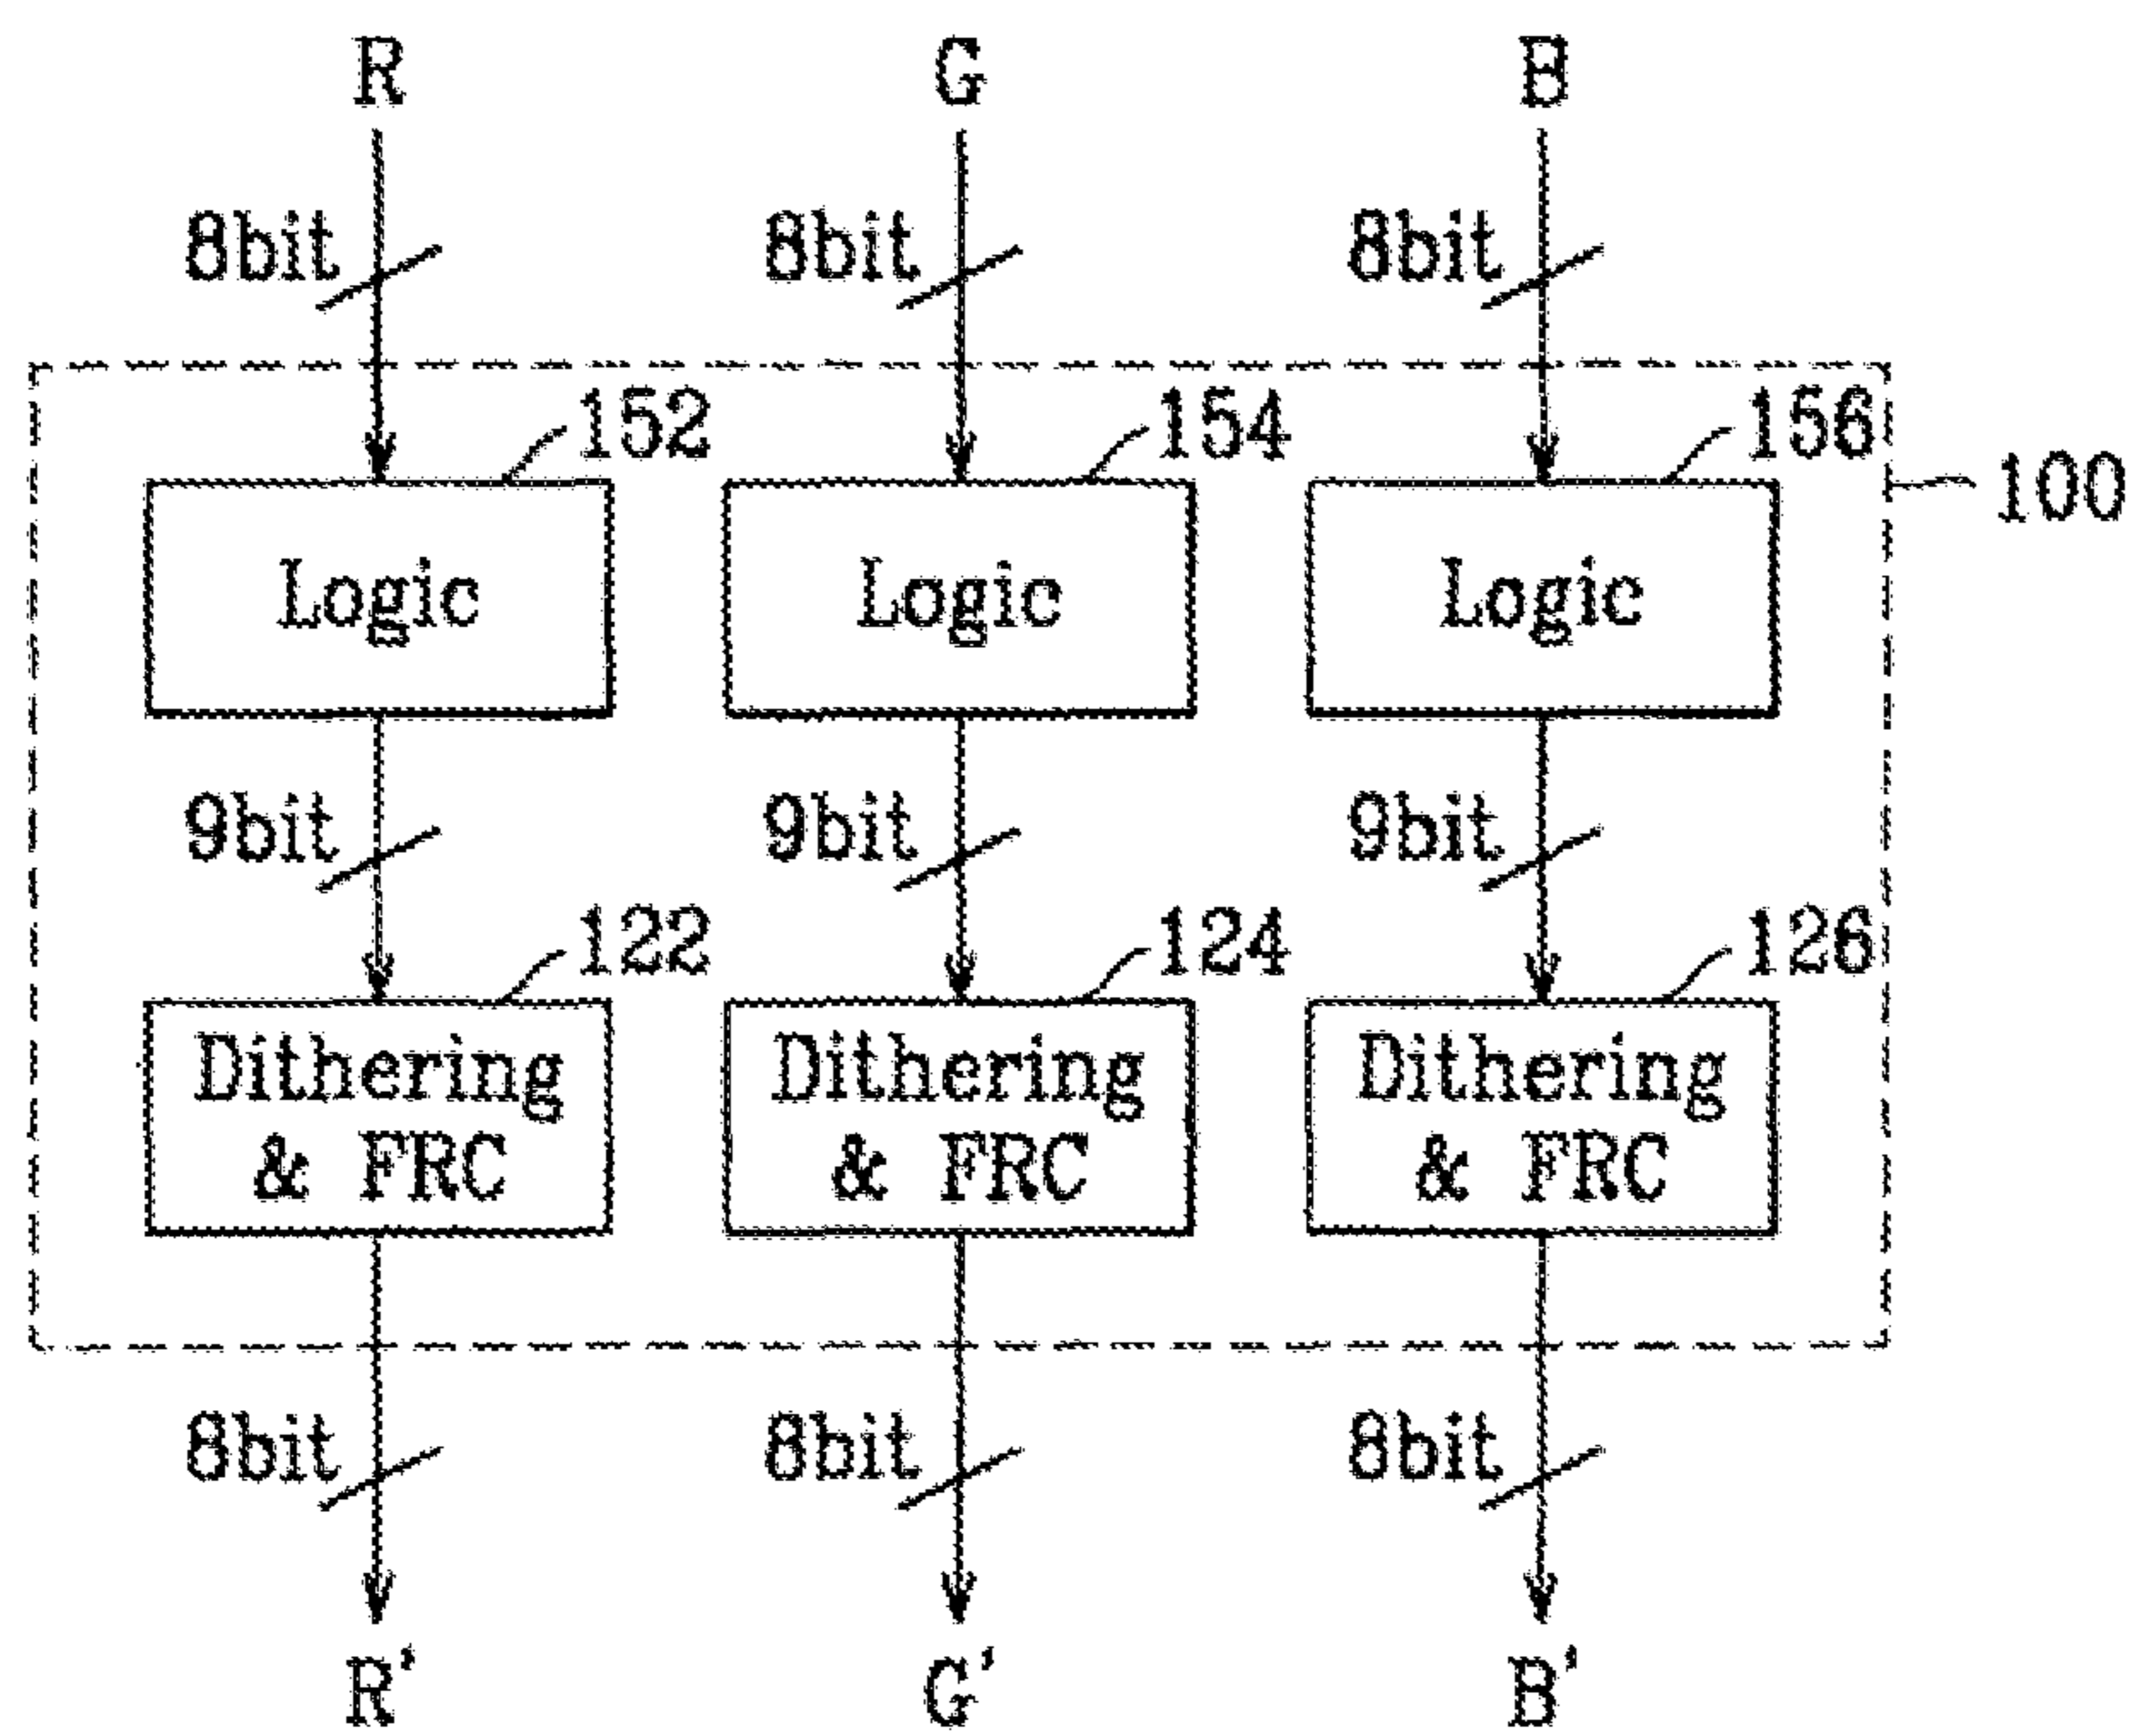 R G B
8bit 8bit 8bit
152 154 156
100
Logic Logic Logic
9bit 9bit 9bit
122 124 126
Dithering Dithering Dithering
& FRC & FRC & FRC
8bit 8bit 8bit
R' G' B'